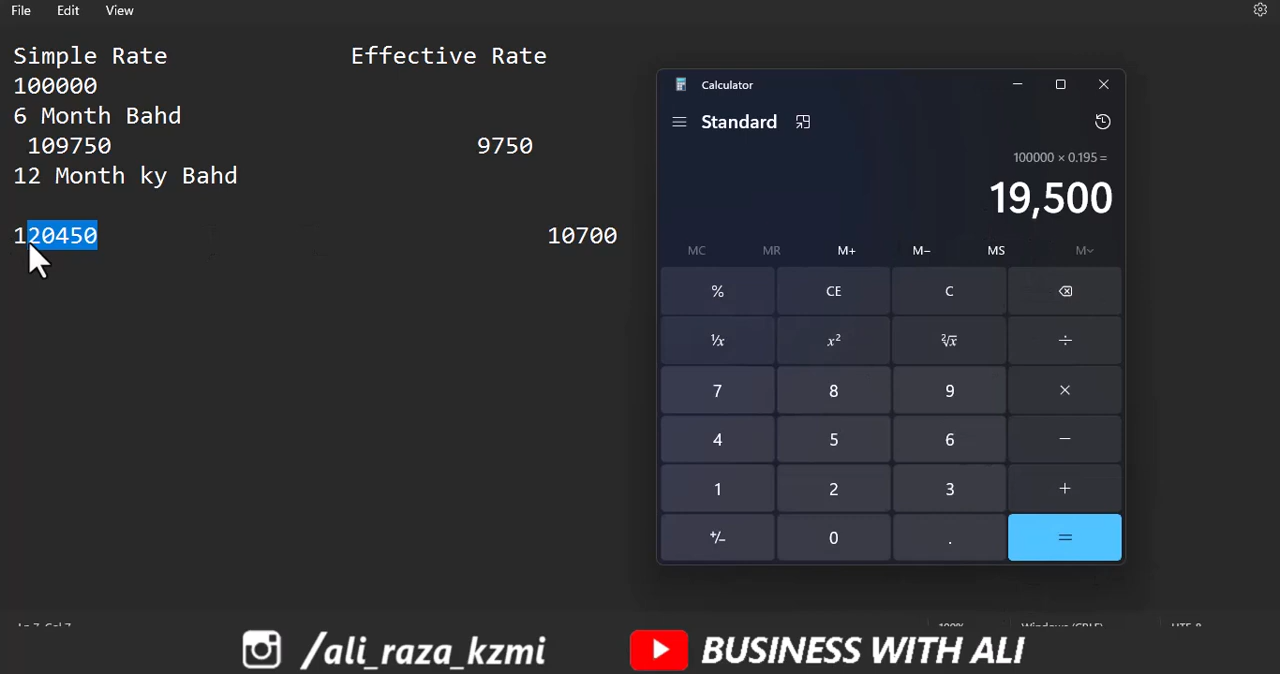 File Edit View
Simple Rate Effective Rate
100000
6 Month Bahd
109750 9750
12 Month ky Bahd
120450 10700
Calculator
Standard
100000 × 0.195 =
19,500
MC MR M+ M− MS M
% CE C
¹/x x² ²√x ÷
7 8 9 ×
4 5 6 −
1 2 3 +
+/− 0 . =
/ali_raza_kzmi BUSINESS WITH ALI